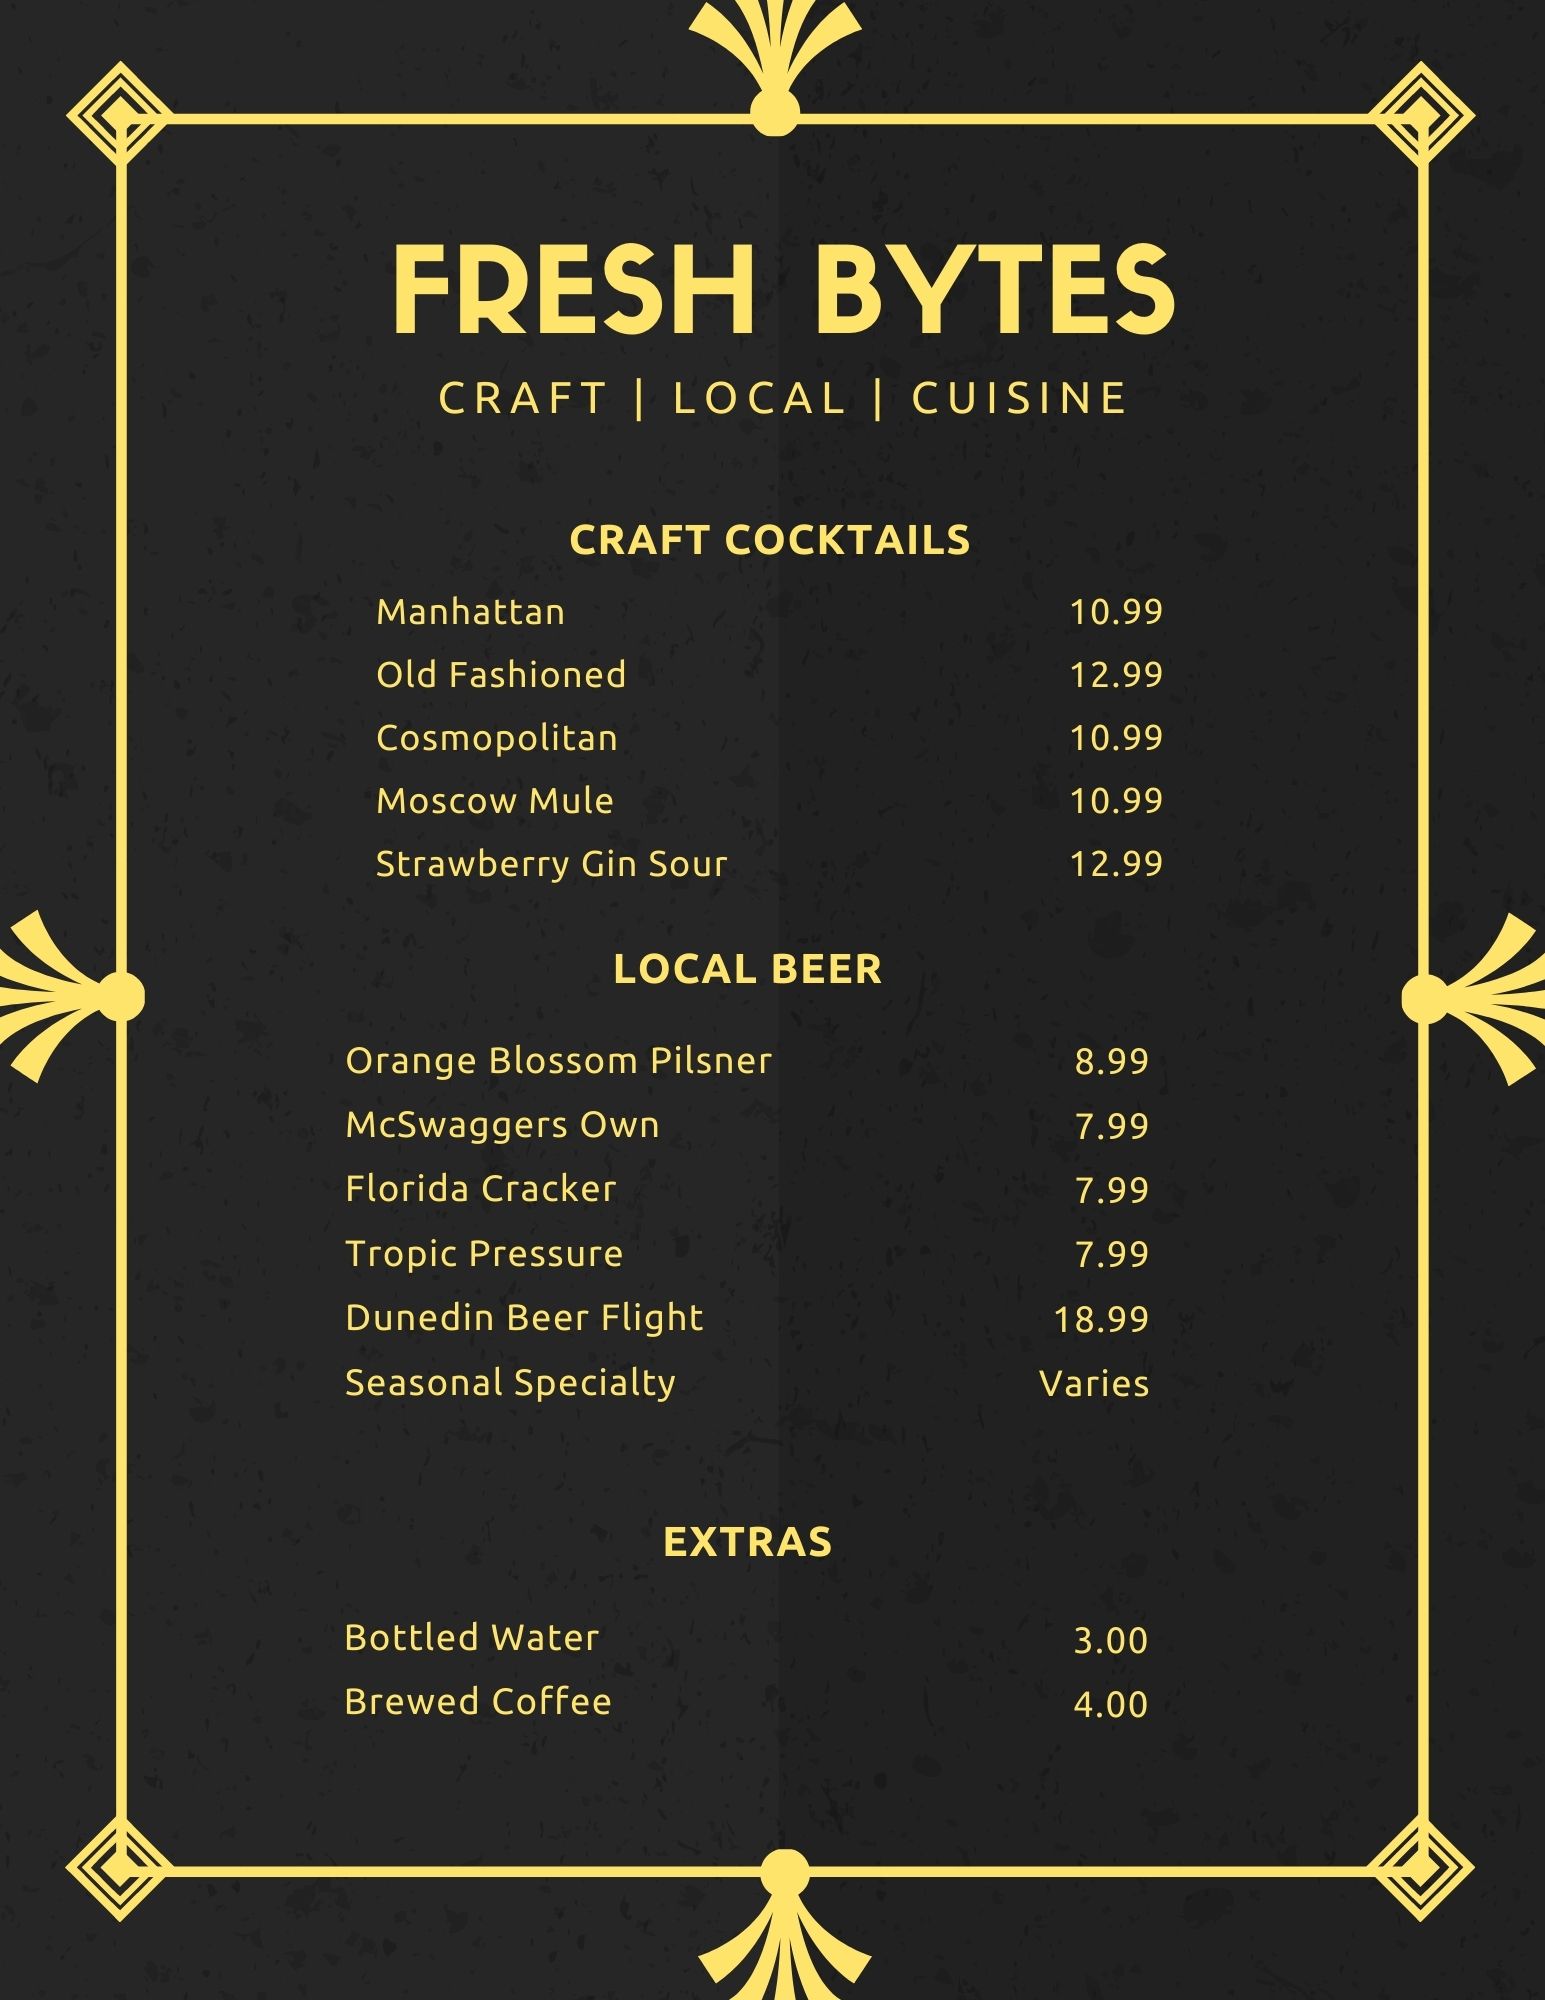 FRESH BYTES
CRAFT | LOCAL | CUISINE
CRAFT COCKTAILS
Manhattan 10.99
Old Fashioned 12.99
Cosmopolitan 10.99
Moscow Mule 10.99
Strawberry Gin Sour 12.99
LOCAL BEER
Orange Blossom Pilsner 8.99
McSwaggers Own 7.99
Florida Cracker 7.99
Tropic Pressure 7.99
Dunedin Beer Flight 18.99
Seasonal Specialty Varies
EXTRAS
Bottled Water 3.00
Brewed Coffee 4.00